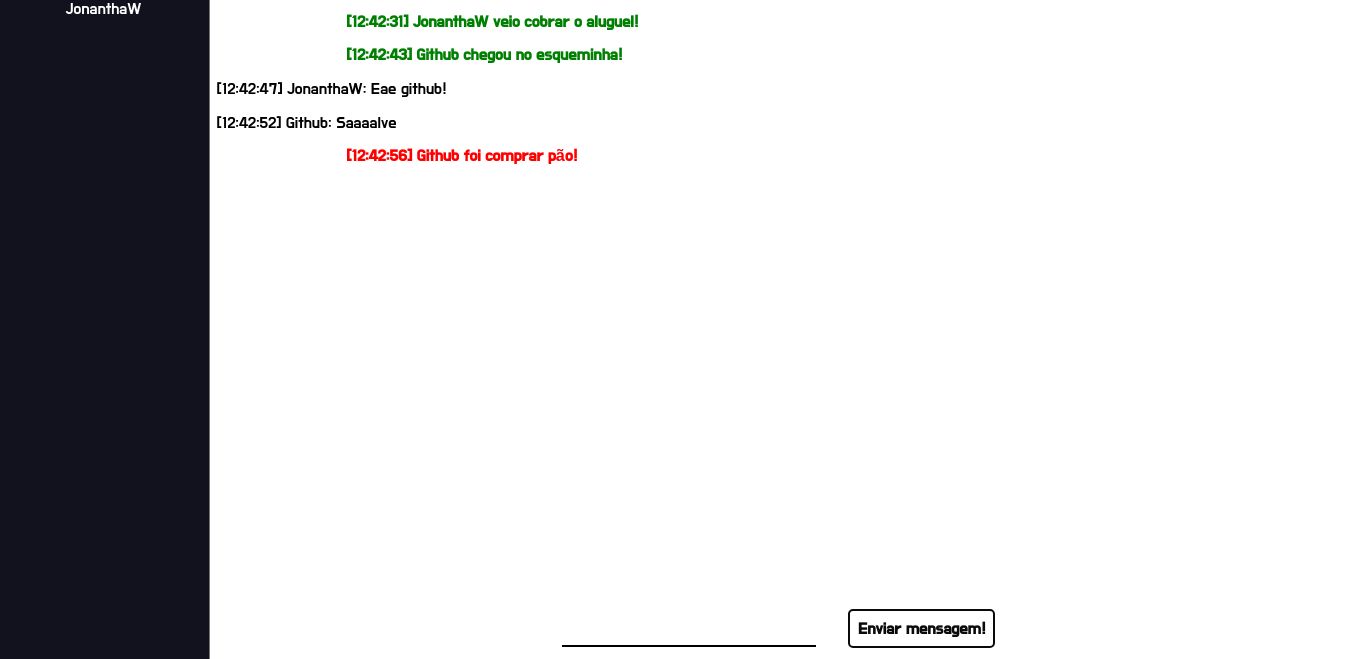 JonanthaW
[12:42:31] JonanthaW veio cobrar o aluguel!
[12:42:43] Github chegou no esqueminha!
[12:42:47] JonanthaW: Eae github!
[12:42:52] Github: Saaaalve
[12:42:56] Github foi comprar pão!
Enviar mensagem!